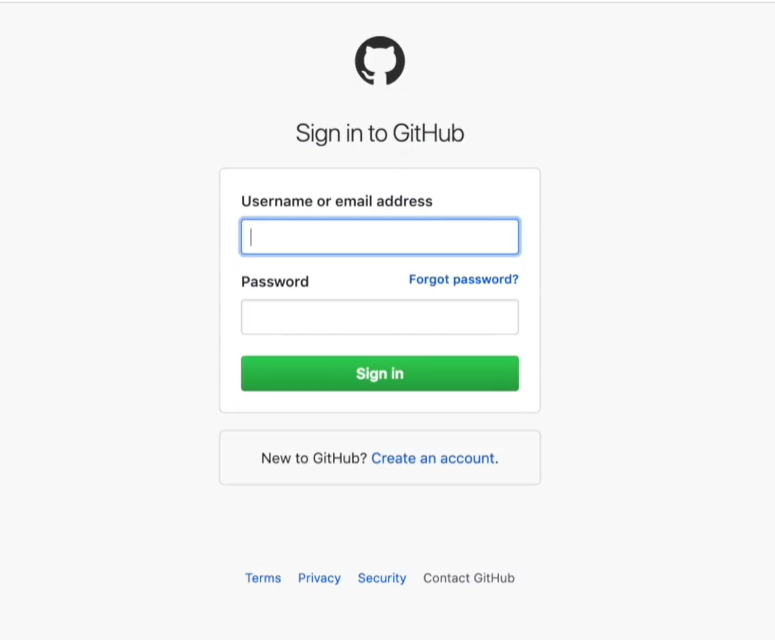 Sign in to GitHub
Username or email address
Password Forgot password?
Sign in
New to GitHub? Create an account.
Terms Privacy Security Contact GitHub